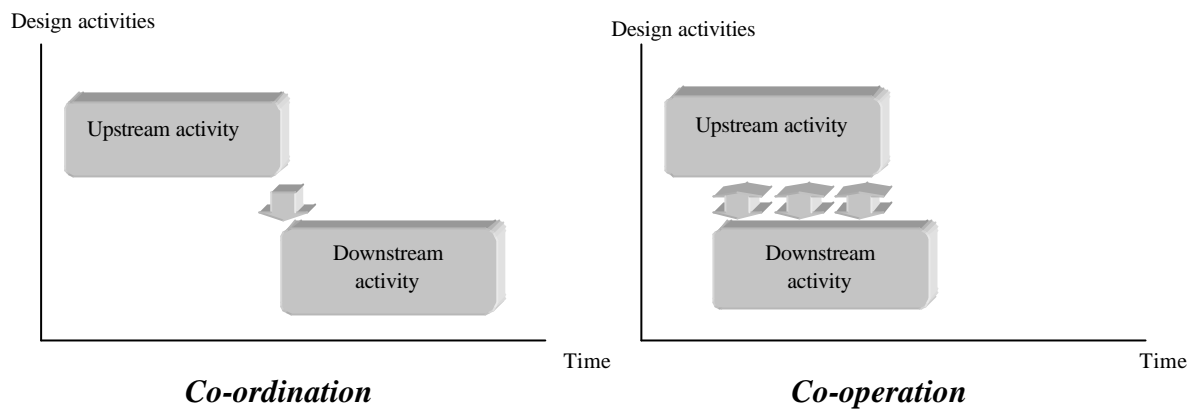 Design activities
Upstream activity
Downstream
activity
Time
Co-ordination
Design activities
Upstream activity
Downstream
activity
Time
Co-operation